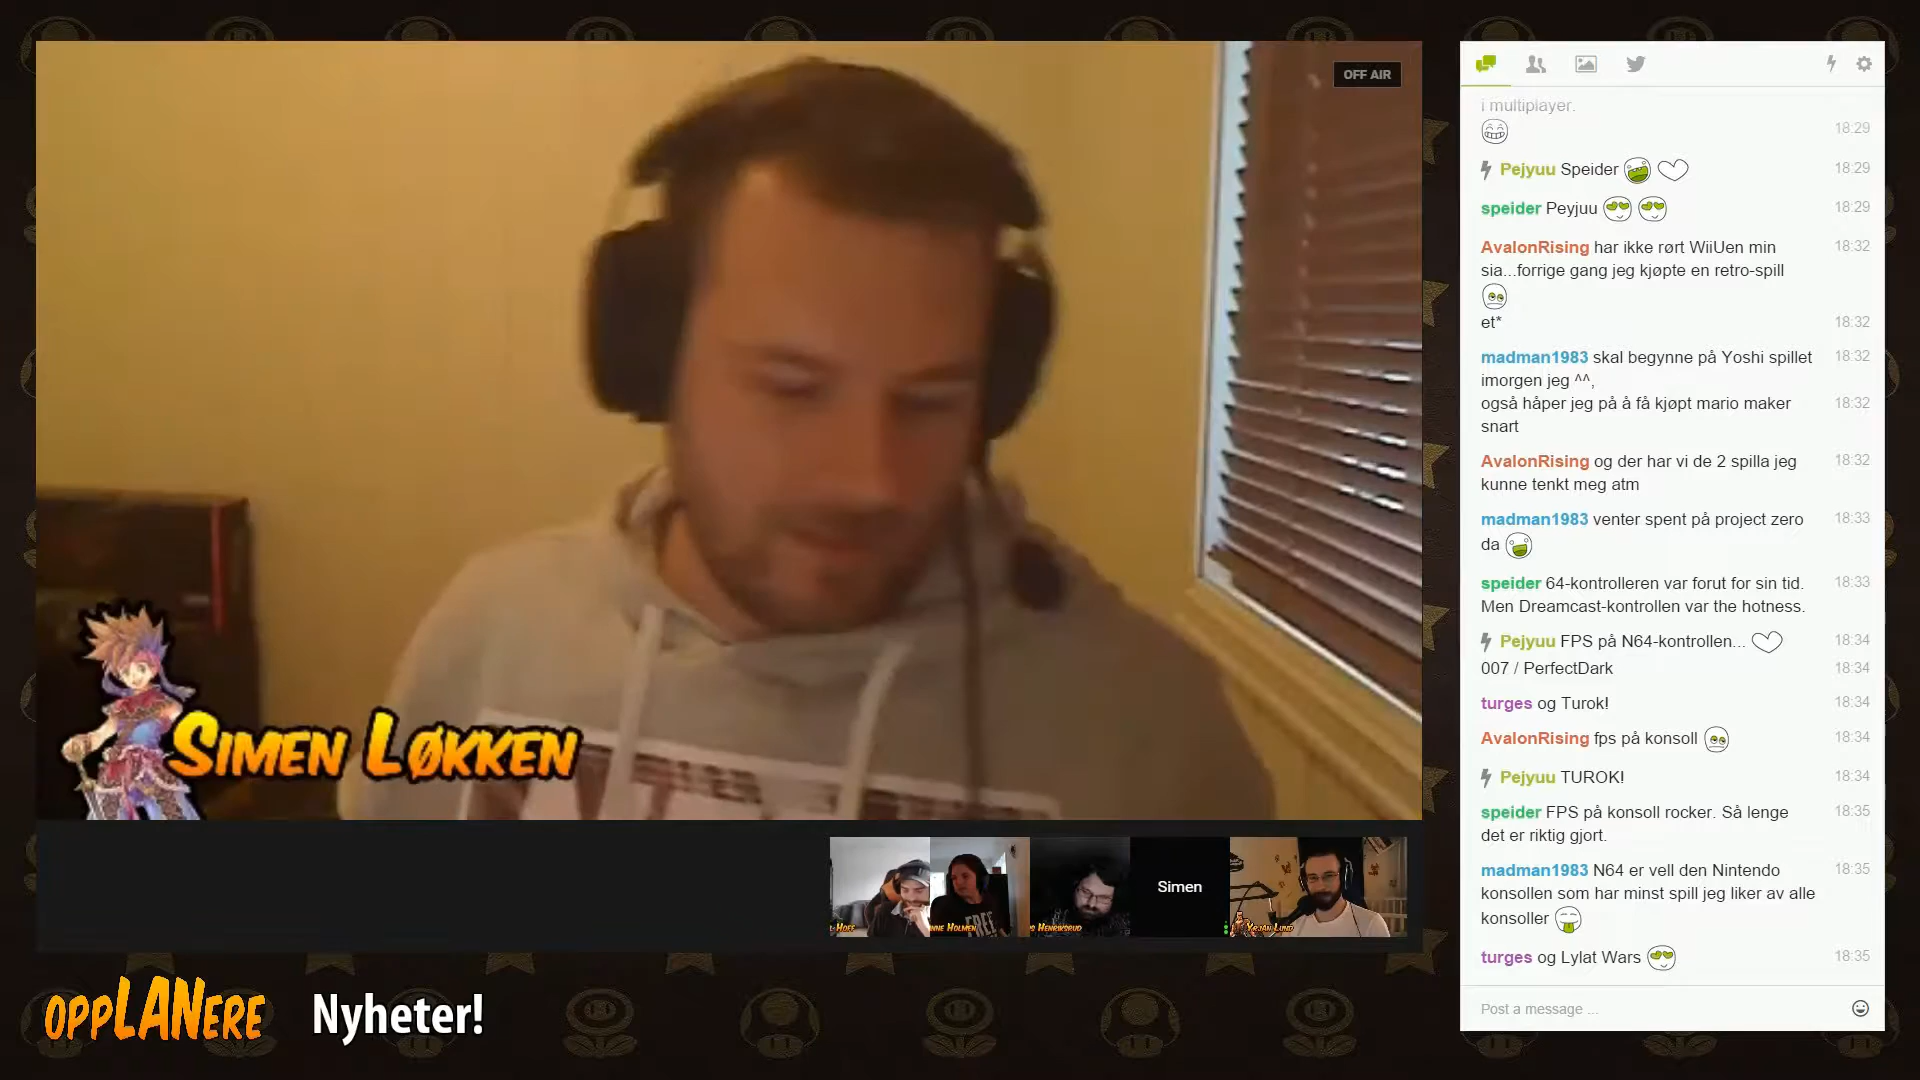 OFF AIR
SIMEN LØKKEN
- HOFF
NNE HOLMEN
S HENRIKSRUD
Simen
YRJAN LUND
OPPLANERE
Nyheter!
i multiplayer.
18:29
Pejyuu Speider 18:29
speider Peyjuu 18:29
AvalonRising har ikke rørt WiiUen min 18:32
sia...forrige gang jeg kjøpte en retro-spill
et* 18:32
madman1983 skal begynne på Yoshi spillet 18:32
imorgen jeg ^^,
også håper jeg på å få kjøpt mario maker 18:32
snart
AvalonRising og der har vi de 2 spilla jeg 18:32
kunne tenkt meg atm
madman1983 venter spent på project zero 18:33
da
speider 64-kontrolleren var forut for sin tid. 18:33
Men Dreamcast-kontrollen var the hotness.
Pejyuu FPS på N64-kontrollen... 18:34
007 / PerfectDark 18:34
turges og Turok! 18:34
AvalonRising fps på konsoll 18:34
Pejyuu TUROK! 18:34
speider FPS på konsoll rocker. Så lenge 18:35
det er riktig gjort.
madman1983 N64 er vell den Nintendo 18:35
konsollen som har minst spill jeg liker av alle
konsoller
turges og Lylat Wars 18:35
Post a message ...